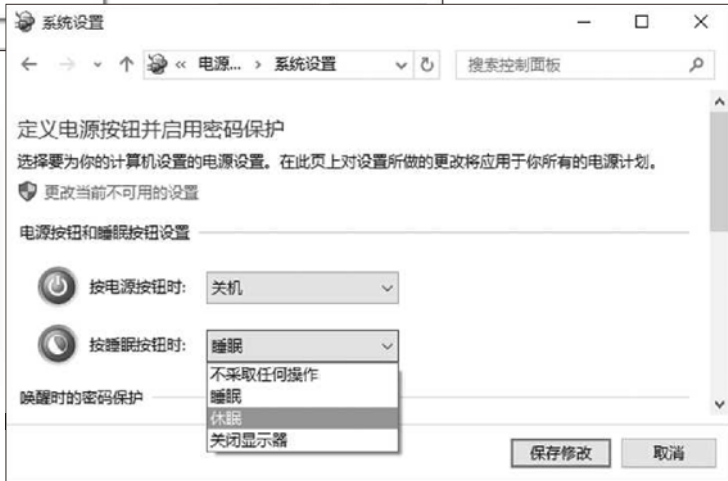 系统设置
« 电源... › 系统设置
搜索控制面板
定义电源按钮并启用密码保护
选择要为你的计算机设置的电源设置。在此页上对设置所做的更改将应用于你所有的电源计划。
更改当前不可用的设置
电源按钮和睡眠按钮设置
按电源按钮时: 关机
按睡眠按钮时: 睡眠
不采取任何操作
睡眠
休眠
关闭显示器
唤醒时的密码保护
保存修改 取消